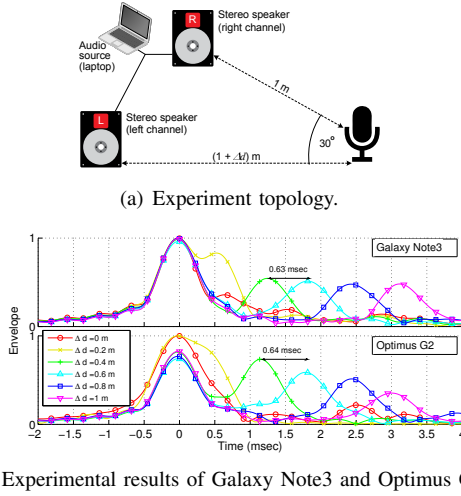 R
Stereo speaker
(right channel)
Audio
source
(laptop)
1 m
L
Stereo speaker
(left channel)
30°
(1 + Δd) m
(a) Experiment topology.
1
Galaxy Note3
0.63 msec
0
Envelope
1
Optimus G2
0.64 msec
Δ d =0 m
Δ d =0.2 m
Δ d =0.4 m
Δ d =0.6 m
Δ d =0.8 m
Δ d =1 m
0
−2 −1.5 −1 −0.5 0 0.5 1 1.5 2 2.5 3 3.5 4
Time (msec)
Experimental results of Galaxy Note3 and Optimus